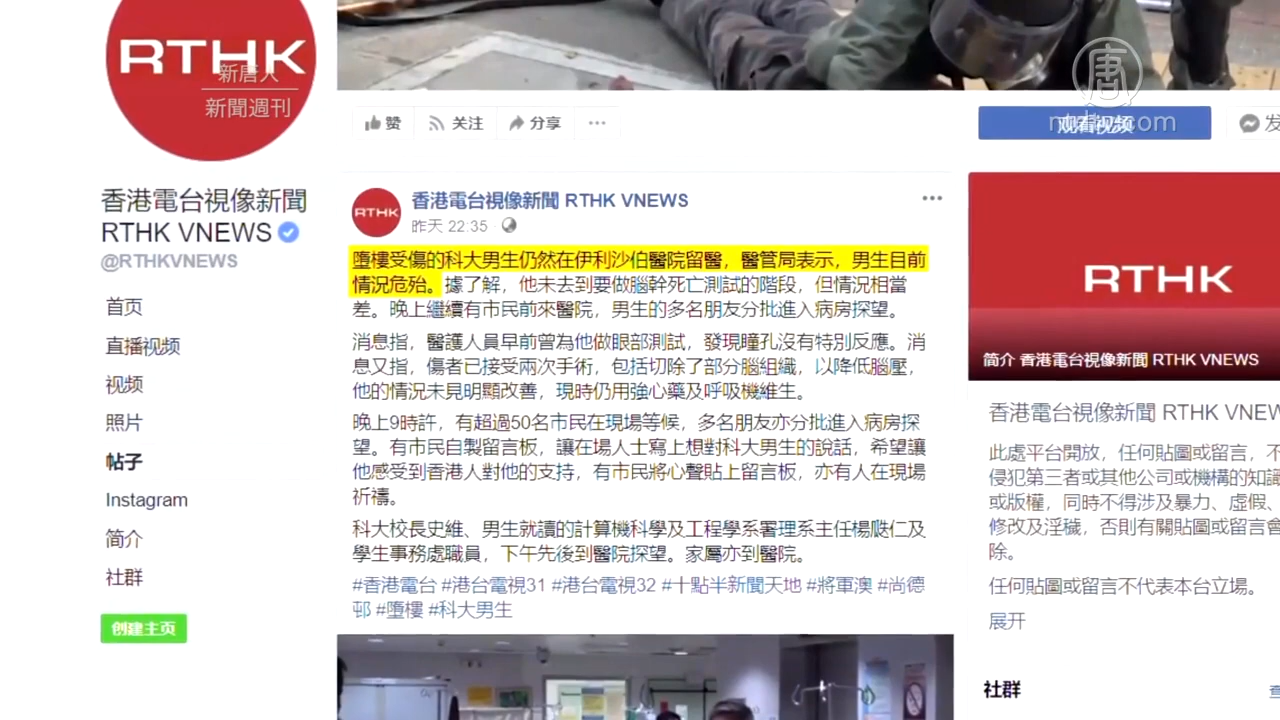 RTHK
新唐人
新聞週刊
香港電台視像新聞
RTHK VNEWS
@RTHKVNEWS
首页
直播视频
视频
照片
帖子
Instagram
简介
社群
创建主页
赞
关注
分享
观看视频
香港電台視像新聞 RTHK VNEWS
昨天 22:35
墮樓受傷的科大男生仍然在伊利沙伯醫院留醫，醫管局表示，男生目前
情況危殆。據了解，他未去到要做腦幹死亡測試的階段，但情況相當
差。晚上繼續有市民前來醫院，男生的多名朋友分批進入病房探望。
消息指，醫護人員早前曾為他做眼部測試，發現瞳孔沒有特別反應。消
息又指，傷者已接受兩次手術，包括切除了部分腦組織，以降低腦壓，
他的情況未見明顯改善，現時仍用強心藥及呼吸機維生。
晚上9時許，有超過50名市民在現場等候，多名朋友亦分批進入病房探
望。有市民自製留言板，讓在場人士寫上想對科大男生的說話，希望讓
他感受到香港人對他的支持，有市民將心聲貼上留言板，亦有人在現場
祈禱。
科大校長史維、男生就讀的計算機科學及工程學系署理系主任楊瓞仁及
學生事務處職員，下午先後到醫院探望。家屬亦到醫院。
#香港電台 #港台電視31 #港台電視32 #十點半新聞天地 #將軍澳 #尚德
邨 #墮樓 #科大男生
唐
RTHK
简介 香港電台視像新聞 RTHK VNEWS
香港電台視像新聞 RTHK VNEW
此處平台開放，任何貼圖或留言，不
侵犯第三者或其他公司或機構的知識
或版權，同時不得涉及暴力、虛假、
修改及淫穢，否則有關貼圖或留言會
除。
任何貼圖或留言不代表本台立場。
展开
社群